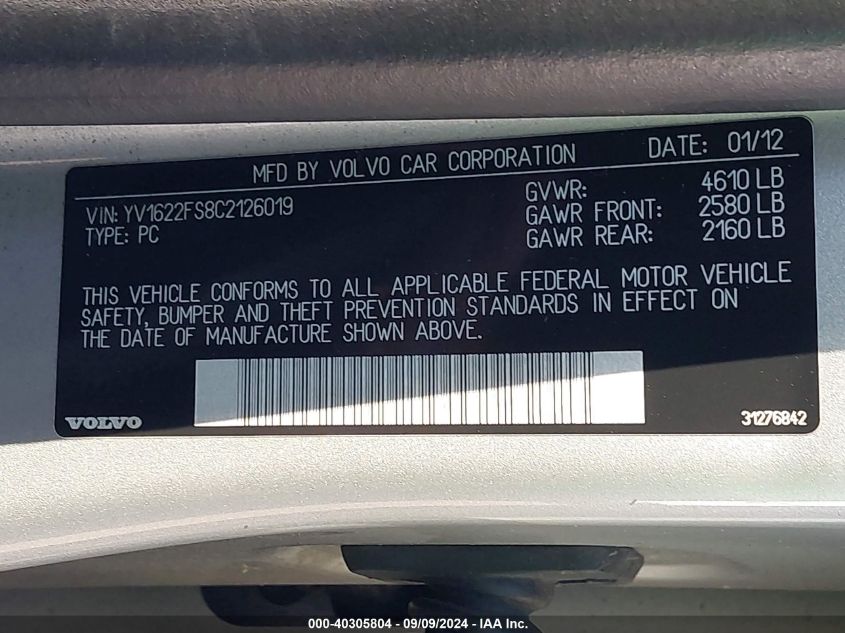 MFD BY VOLVO CAR CORPORATION DATE: 01/12
VIN: YV1622FS8C2126019 GVWR: 4610 LB
TYPE: PC GAWR FRONT: 2580 LB
GAWR REAR: 2160 LB
THIS VEHICLE CONFORMS TO ALL APPLICABLE FEDERAL MOTOR VEHICLE
SAFETY, BUMPER AND THEFT PREVENTION STANDARDS IN EFFECT ON
THE DATE OF MANUFACTURE SHOWN ABOVE.
VOLVO 31276842
000-40305804 - 09/09/2024 - IAA Inc.